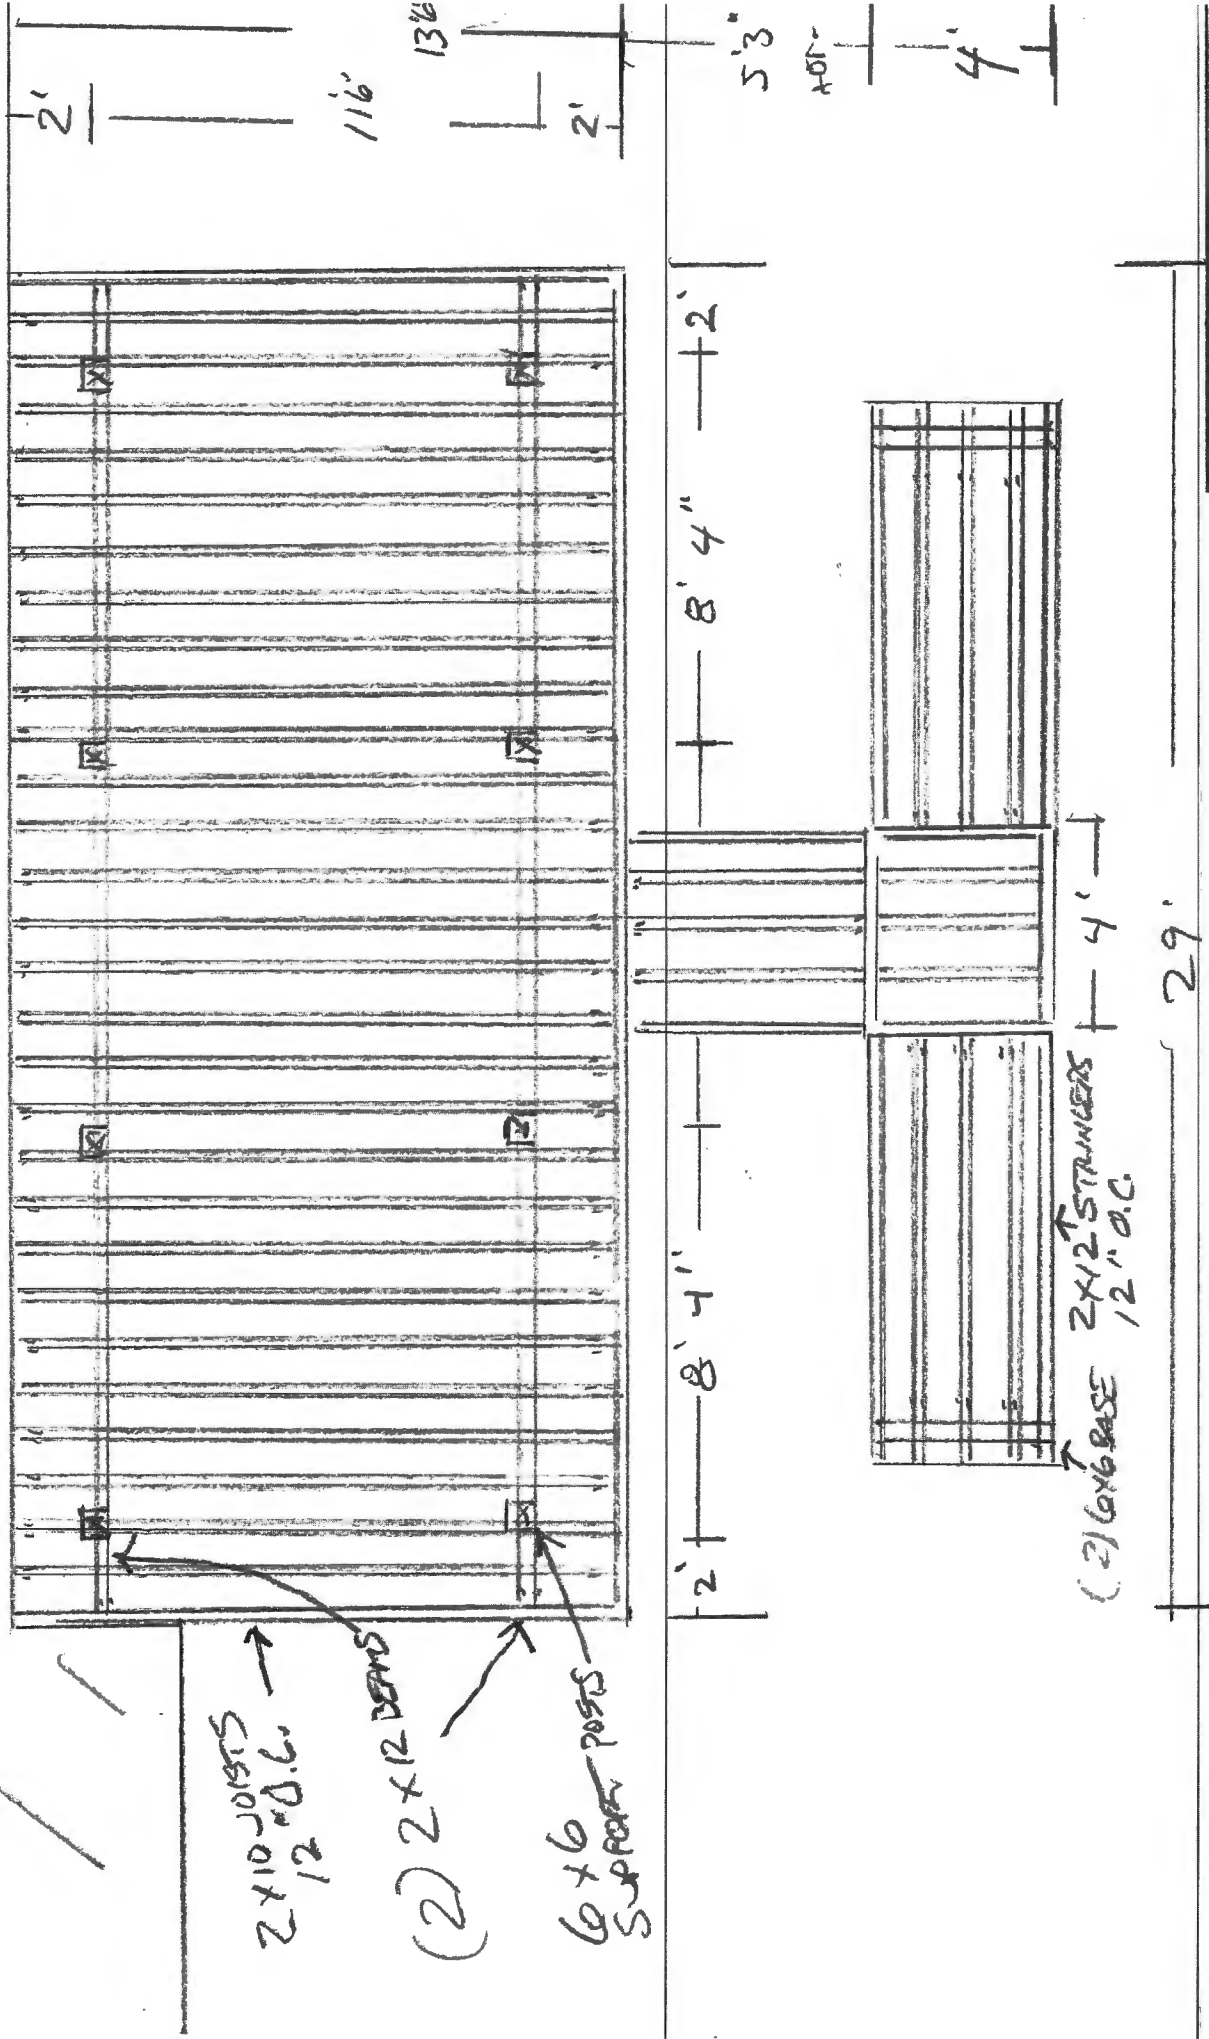 2'
11'6"
13'6
2'
2X10 JOISTS
12" O.C.
(2) 2X12 BEAMS
6X6
SUPPORT POSTS
2' 8' 4' 8' 4" 2'
5'3"
4'
(2) 6X6 BASE 2X12 STRINGERS
12" O.C.
4'
29'